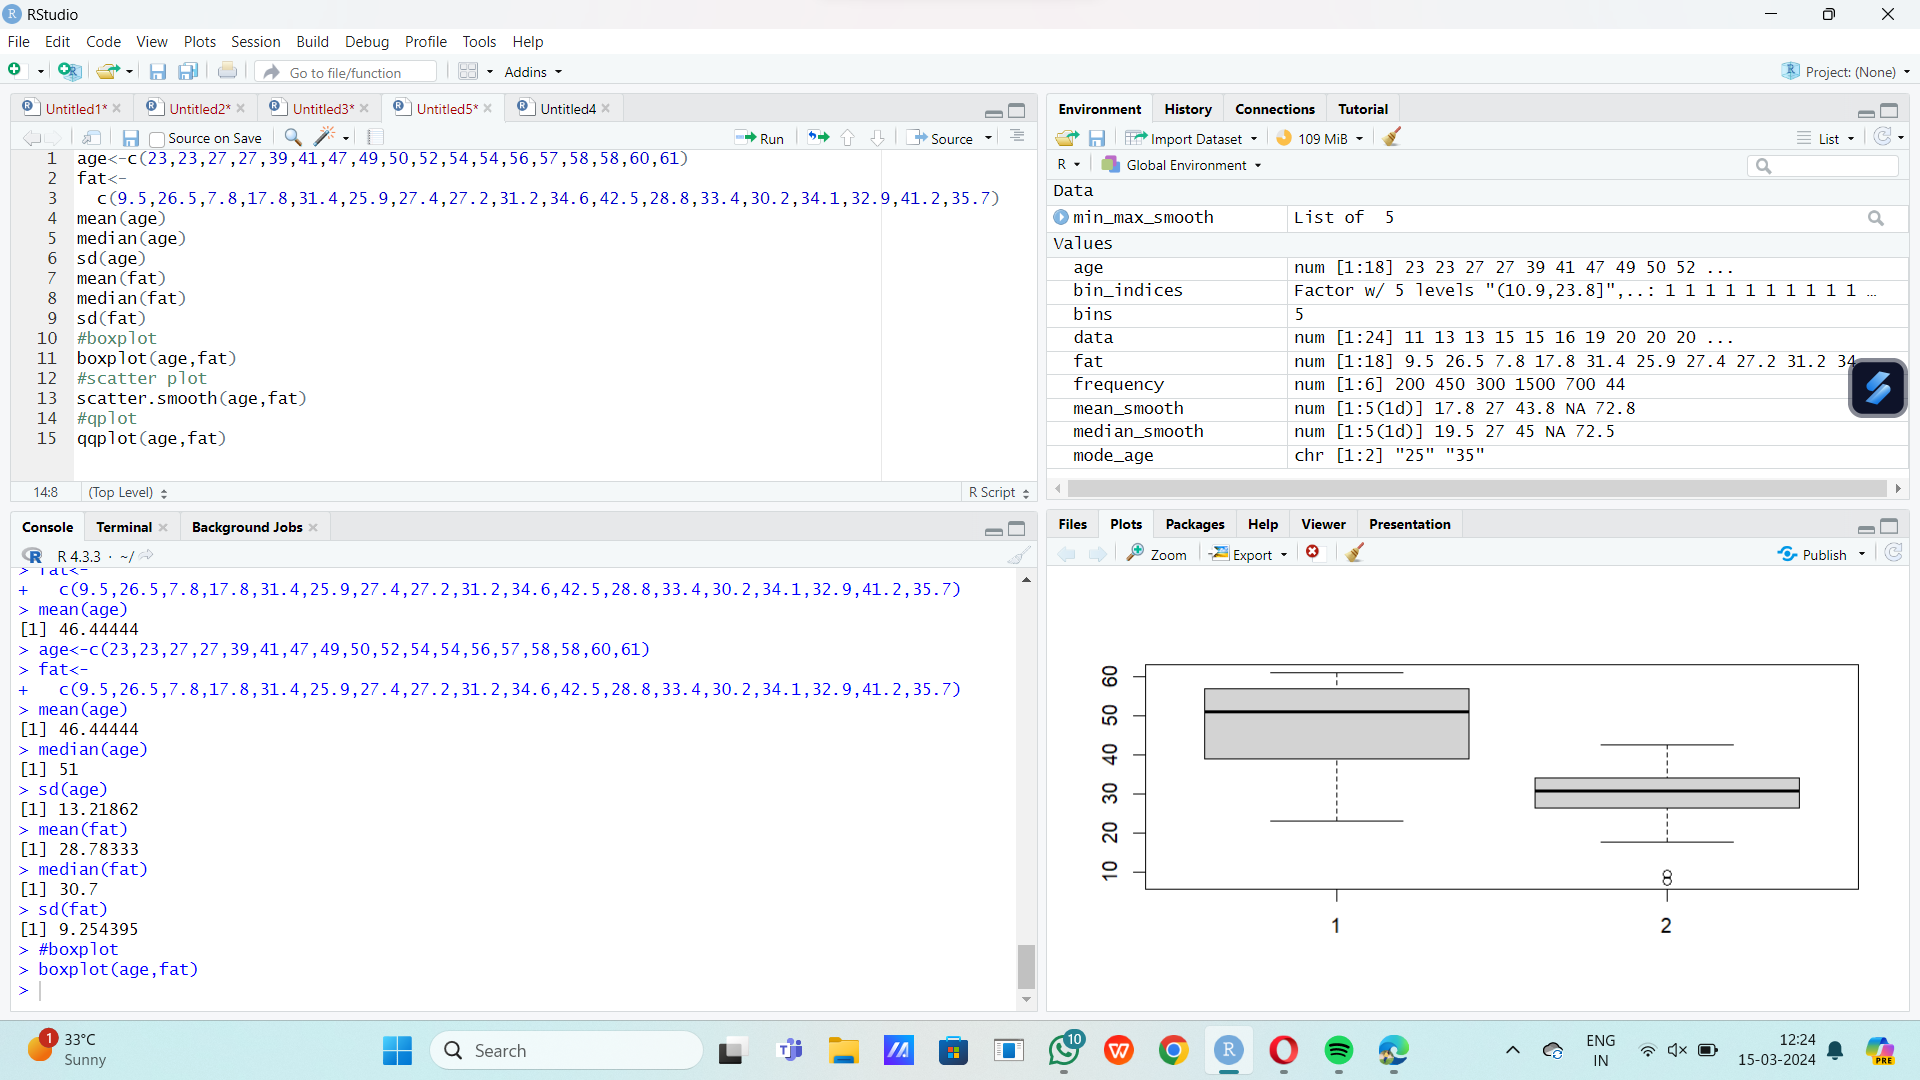 RStudio
File Edit Code View Plots Session Build Debug Profile Tools Help
Go to file/function Addins Project: (None)
Untitled1* Untitled2* Untitled3* Untitled5* Untitled4
Source on Save Run Source
1 age<-c(23,23,27,27,39,41,47,49,50,52,54,54,56,57,58,58,60,61)
2 fat<-
3 c(9.5,26.5,7.8,17.8,31.4,25.9,27.4,27.2,31.2,34.6,42.5,28.8,33.4,30.2,34.1,32.9,41.2,35.7)
4 mean(age)
5 median(age)
6 sd(age)
7 mean(fat)
8 median(fat)
9 sd(fat)
10 #boxplot
11 boxplot(age,fat)
12 #scatter plot
13 scatter.smooth(age,fat)
14 #qplot
15 qqplot(age,fat)
14:8 (Top Level) R Script
Console Terminal Background Jobs
R 4.3.3 · ~/
> fat<-
+ c(9.5,26.5,7.8,17.8,31.4,25.9,27.4,27.2,31.2,34.6,42.5,28.8,33.4,30.2,34.1,32.9,41.2,35.7)
> mean(age)
[1] 46.44444
> age<-c(23,23,27,27,39,41,47,49,50,52,54,54,56,57,58,58,60,61)
> fat<-
+ c(9.5,26.5,7.8,17.8,31.4,25.9,27.4,27.2,31.2,34.6,42.5,28.8,33.4,30.2,34.1,32.9,41.2,35.7)
> mean(age)
[1] 46.44444
> median(age)
[1] 51
> sd(age)
[1] 13.21862
> mean(fat)
[1] 28.78333
> median(fat)
[1] 30.7
> sd(fat)
[1] 9.254395
> #boxplot
> boxplot(age,fat)
>
Environment History Connections Tutorial
Import Dataset 109 MiB List
R Global Environment
Data
min_max_smooth List of 5
Values
age num [1:18] 23 23 27 27 39 41 47 49 50 52 ...
bin_indices Factor w/ 5 levels "(10.9,23.8]",..: 1 1 1 1 1 1 1 1 1 1 …
bins 5
data num [1:24] 11 13 13 15 15 16 19 20 20 20 ...
fat num [1:18] 9.5 26.5 7.8 17.8 31.4 25.9 27.4 27.2 31.2 34
frequency num [1:6] 200 450 300 1500 700 44
mean_smooth num [1:5(1d)] 17.8 27 43.8 NA 72.8
median_smooth num [1:5(1d)] 19.5 27 45 NA 72.5
mode_age chr [1:2] "25" "35"
Files Plots Packages Help Viewer Presentation
Zoom Export Publish
60
50
40
30
20
10
1 2
1 33°C
Sunny
Search
10
ENG
IN
12:24
15-03-2024
PRE